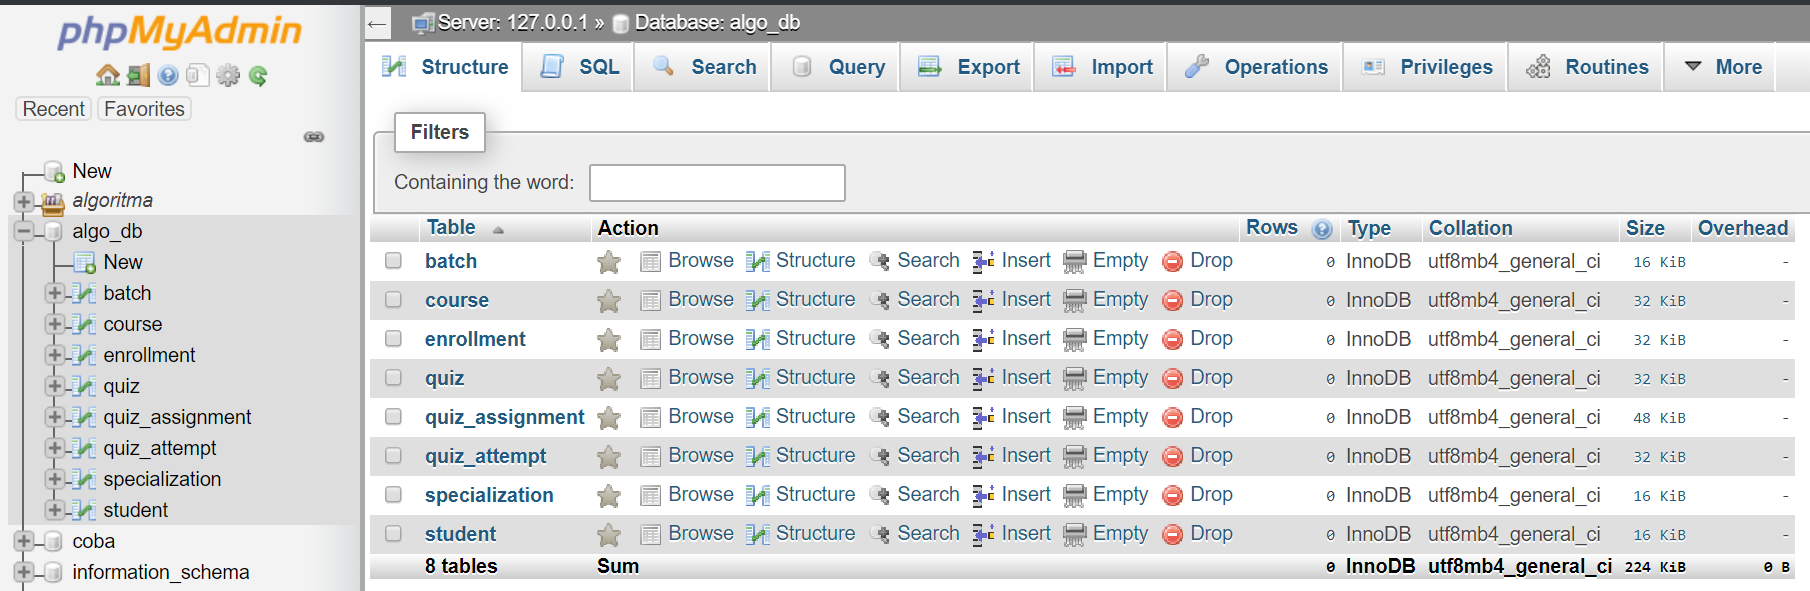 phpMyAdmin
Recent Favorites
New
algoritma
algo_db
New
batch
course
enrollment
quiz
quiz_assignment
quiz_attempt
specialization
student
coba
information_schema
← Server: 127.0.0.1 » Database: algo_db
Structure SQL Search Query Export Import Operations Privileges Routines More
Filters
Containing the word:
Table Action Rows Type Collation Size Overhead
batch Browse Structure Search Insert Empty Drop 0 InnoDB utf8mb4_general_ci 16 KiB -
course Browse Structure Search Insert Empty Drop 0 InnoDB utf8mb4_general_ci 32 KiB -
enrollment Browse Structure Search Insert Empty Drop 0 InnoDB utf8mb4_general_ci 32 KiB -
quiz Browse Structure Search Insert Empty Drop 0 InnoDB utf8mb4_general_ci 32 KiB -
quiz_assignment Browse Structure Search Insert Empty Drop 0 InnoDB utf8mb4_general_ci 48 KiB -
quiz_attempt Browse Structure Search Insert Empty Drop 0 InnoDB utf8mb4_general_ci 32 KiB -
specialization Browse Structure Search Insert Empty Drop 0 InnoDB utf8mb4_general_ci 16 KiB -
student Browse Structure Search Insert Empty Drop 0 InnoDB utf8mb4_general_ci 16 KiB -
8 tables Sum 0 InnoDB utf8mb4_general_ci 224 KiB 0 B